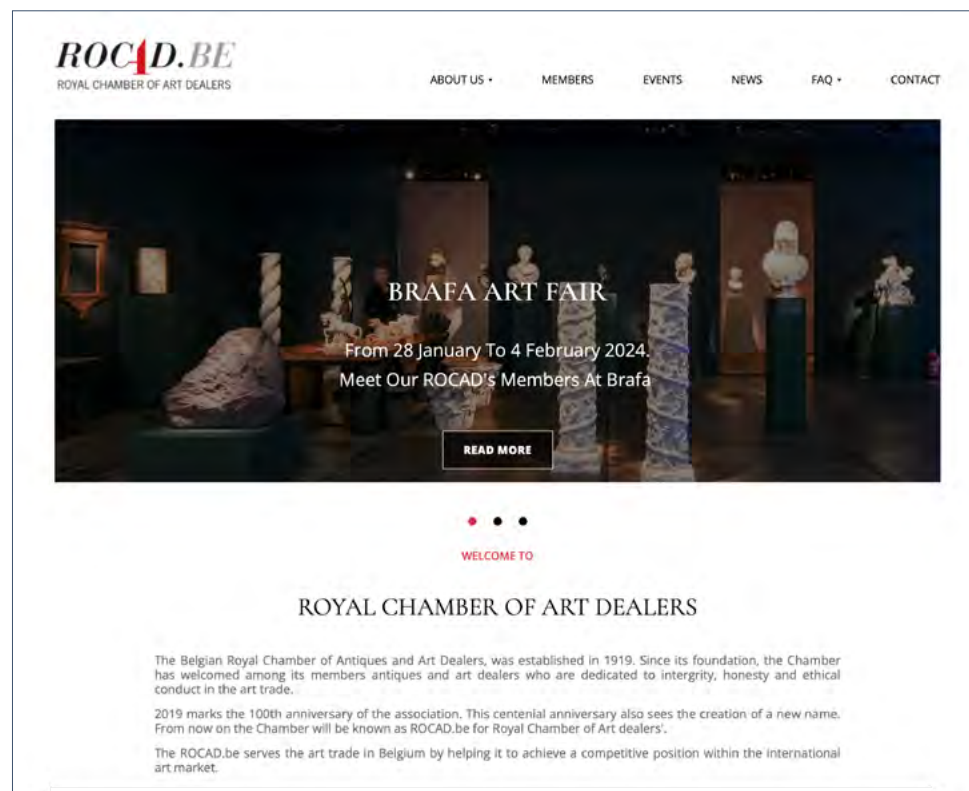 ROCAD.BE
ROYAL CHAMBER OF ART DEALERS
ABOUT US
MEMBERS
EVENTS
NEWS
FAQ
CONTACT
BRAFA ART FAIR
From 28 January To 4 February 2024.
Meet Our ROCAD's Members At Brafa
READ MORE
WELCOME TO
ROYAL CHAMBER OF ART DEALERS
The Belgian Royal Chamber of Antiques and Art Dealers, was established in 1919. Since its foundation, the Chamber
has welcomed among its members antiques and art dealers who are dedicated to intergrity, honesty and ethical
conduct in the art trade.
2019 marks the 100th anniversary of the association. This centenial anniversary also sees the creation of a new name.
From now on the Chamber will be known as ROCAD.be for Royal Chamber of Art dealers'.
The ROCAD.be serves the art trade in Belgium by helping it to achieve a competitive position within the international
art market.